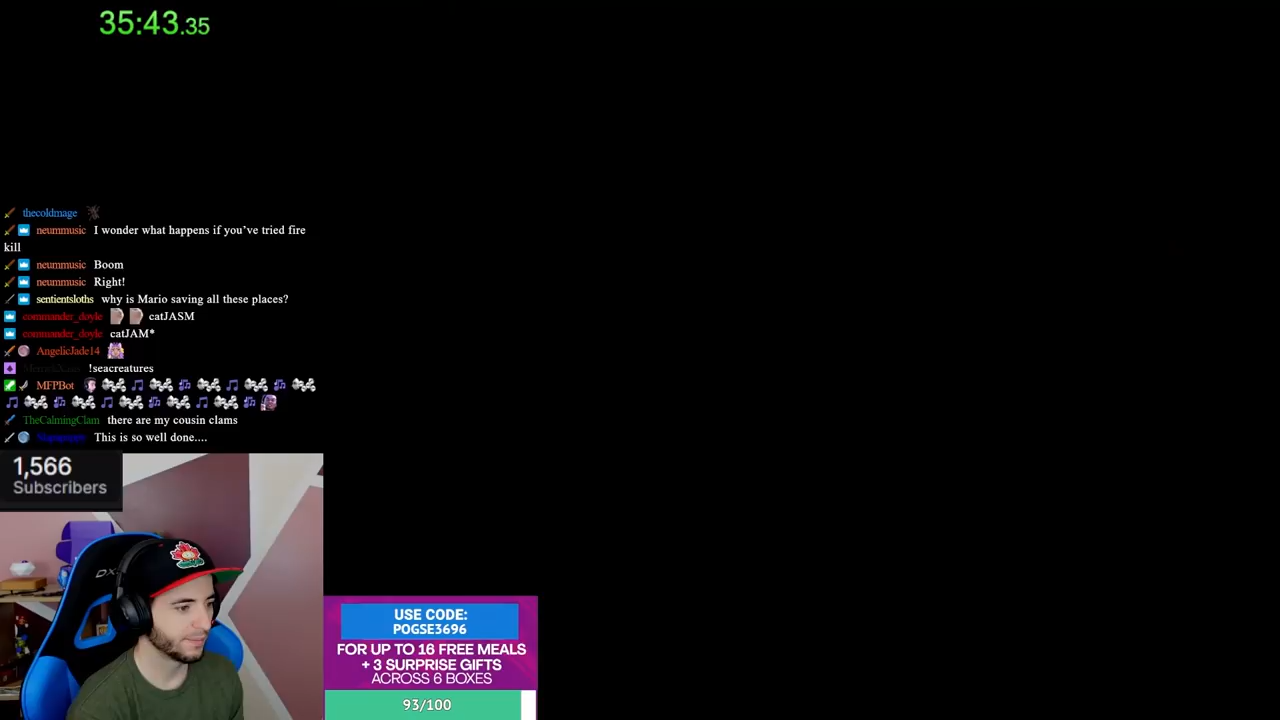 35:43.35
thecoldmage
neummusic I wonder what happens if you've tried fire
kill
neummusic Boom
neummusic Right!
sentientsloths why is Mario saving all these places?
commander_doyle catJASM
commander_doyle catJAM*
AngelicJade14
!seacreatures
MFPBot
TheCalmingClam there are my cousin clams
This is so well done....
1,566
Subscribers
DX
USE CODE:
POGSE3696
FOR UP TO 16 FREE MEALS
+ 3 SURPRISE GIFTS
ACROSS 6 BOXES
93/100